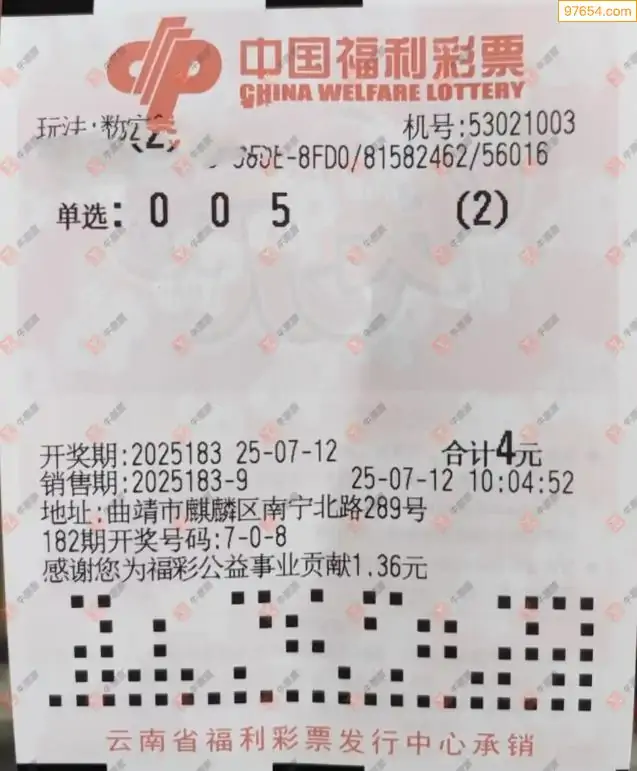 97654.com
中国福利彩票
CHINA WELFARE LOTTERY
玩法:数字 机号:53021003
(2)
8FD0/81582462/56016
单选: 0 0 5 (2)
开奖期:2025183 25-07-12 合计4元
销售期:2025183-9 25-07-12 10:04:52
地址:曲靖市麒麟区南宁北路289号
182期开奖号码:7-0-8
感谢您为福彩公益事业贡献1.36元
云南省福利彩票发行中心承销